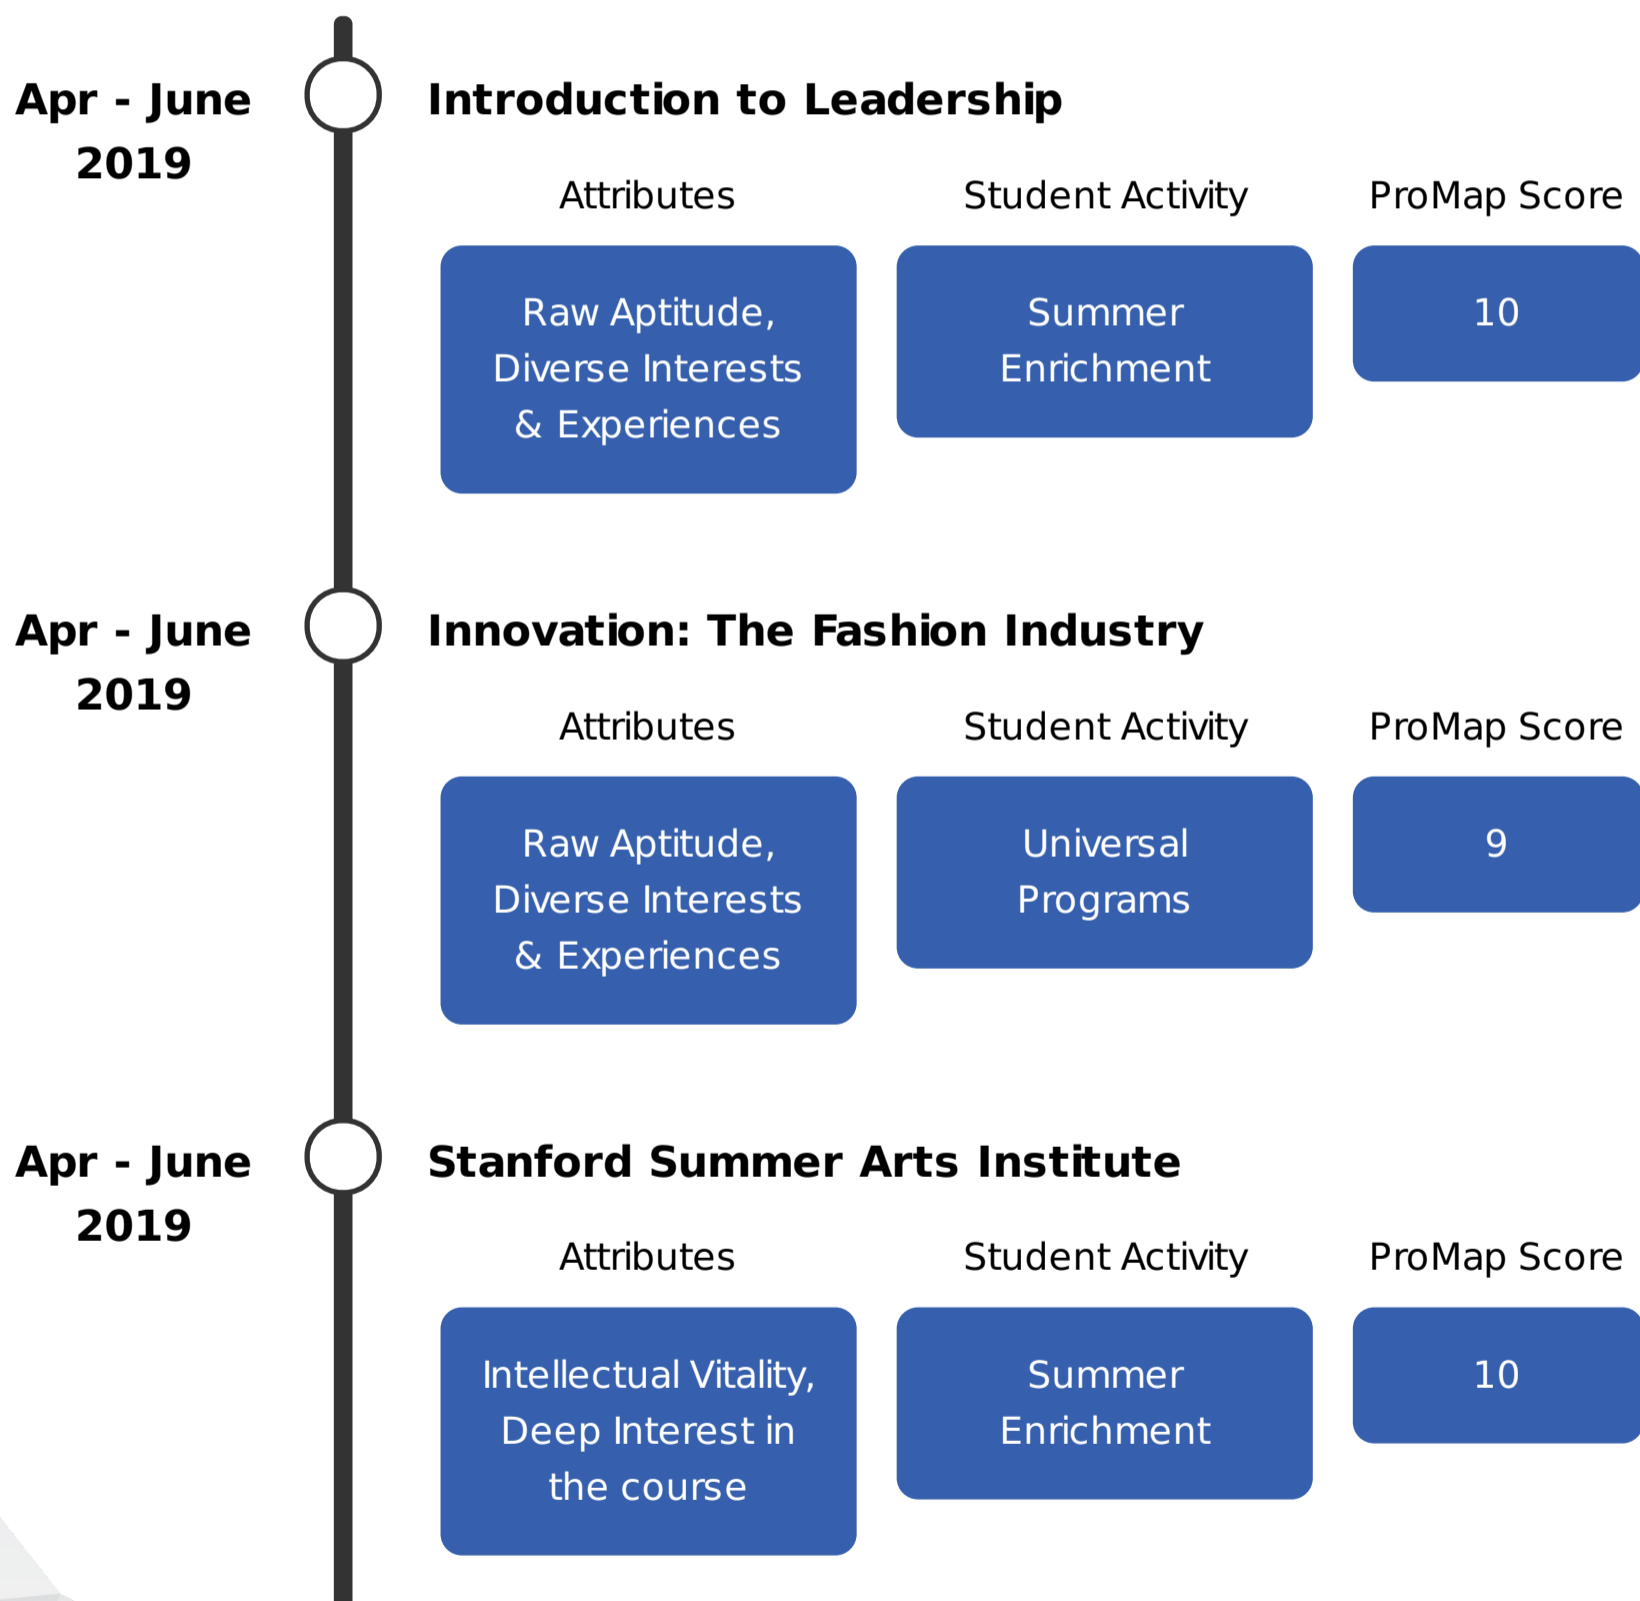 Apr - June
2019
Introduction to Leadership
Attributes
Student Activity
ProMap Score
Raw Aptitude,
Diverse Interests
& Experiences
Summer
Enrichment
10
Apr - June
2019
Innovation: The Fashion Industry
Attributes
Student Activity
ProMap Score
Raw Aptitude,
Diverse Interests
& Experiences
Universal
Programs
9
Apr - June
2019
Stanford Summer Arts Institute
Attributes
Student Activity
ProMap Score
Intellectual Vitality,
Deep Interest in
the course
Summer
Enrichment
10